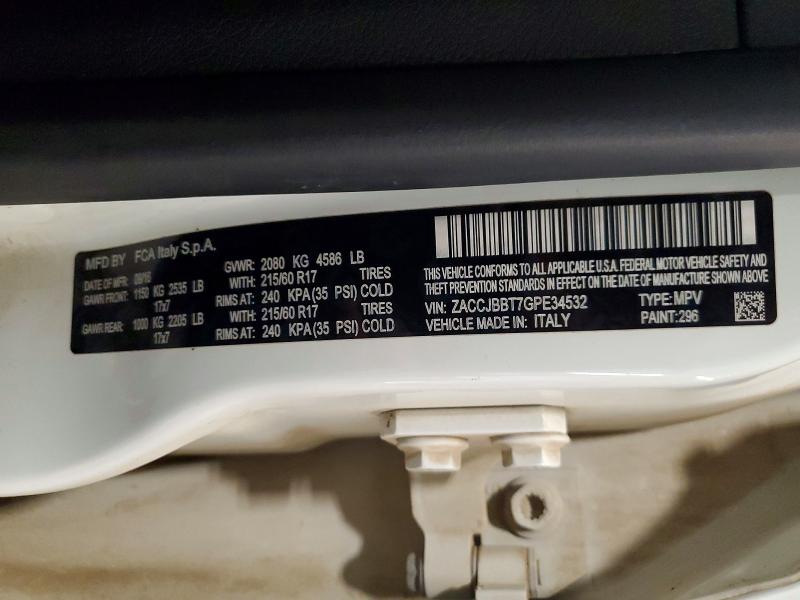 MFD BY FCA Italy S.p.A.
DATE OF MFR 09/16 GVWR: 2080 KG 4586 LB
GAWR FRONT: 1150 KG 2535 LB WITH: 215/60 R17 TIRES
17x7 RIMS AT: 240 KPA(35 PSI) COLD
GAWR REAR: 1000 KG 2205 LB WITH: 215/60 R17 TIRES
17x7 RIMS AT: 240 KPA(35 PSI) COLD
THIS VEHICLE CONFORMS TO ALL APPLICABLE U.S.A. FEDERAL MOTOR VEHICLE SAFETY AND
THEFT PREVENTION STANDARDS IN EFFECT ON THE DATE OF MANUFACTURE SHOWN ABOVE
VIN: ZACCJBBT7GPE34532 TYPE: MPV
VEHICLE MADE IN: ITALY PAINT:296